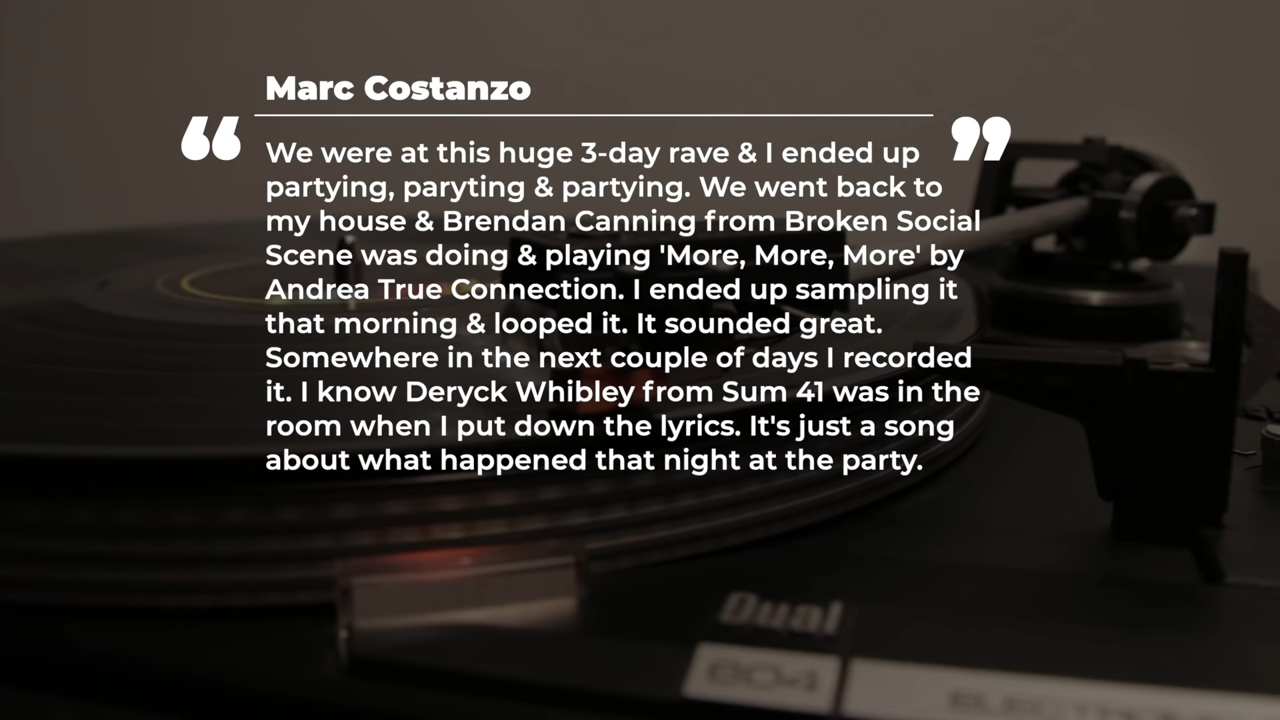 Marc Costanzo
“ ”
We were at this huge 3-day rave & I ended up
partying, paryting & partying. We went back to
my house & Brendan Canning from Broken Social
Scene was doing & playing 'More, More, More' by
Andrea True Connection. I ended up sampling it
that morning & looped it. It sounded great.
Somewhere in the next couple of days I recorded
it. I know Deryck Whibley from Sum 41 was in the
room when I put down the lyrics. It's just a song
about what happened that night at the party.
Dual
604